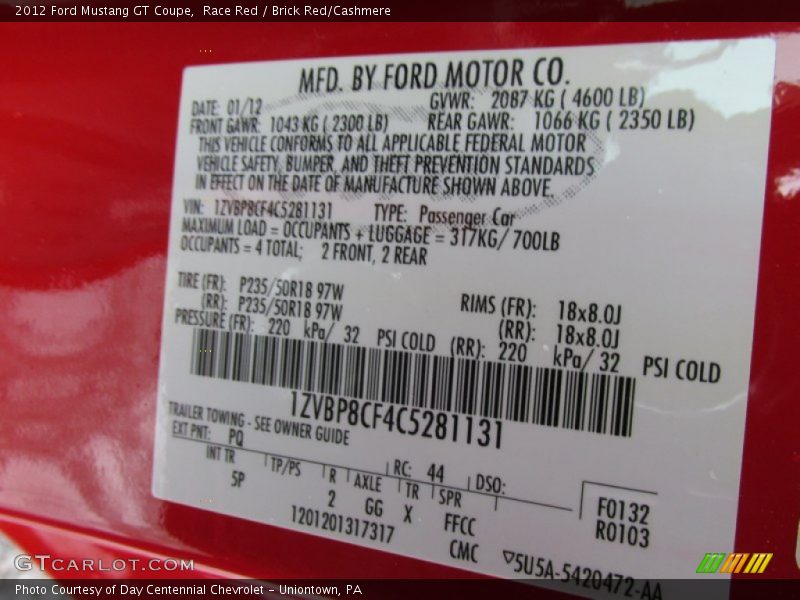 2012 Ford Mustang GT Coupe,  Race Red / Brick Red/Cashmere
MFD. BY FORD MOTOR CO.
DATE: 01/12 GVWR: 2087 KG ( 4600 LB)
FRONT GAWR: 1043 KG ( 2300 LB) REAR GAWR: 1066 KG ( 2350 LB)
THIS VEHICLE CONFORMS TO ALL APPLICABLE FEDERAL MOTOR
VEHICLE SAFETY, BUMPER, AND THEFT PREVENTION STANDARDS
IN EFFECT ON THE DATE OF MANUFACTURE SHOWN ABOVE.
VIN: 1ZVBP8CF4C5281131 TYPE: Passenger Car
MAXIMUM LOAD = OCCUPANTS + LUGGAGE = 317KG/ 700LB
OCCUPANTS = 4 TOTAL; 2 FRONT, 2 REAR
TIRE (FR): P235/50R18 97W RIMS (FR): 18x8.0J
(RR): P235/50R18 97W (RR): 18x8.0J
PRESSURE (FR): 220 kPa/ 32 PSI COLD (RR): 220 kPa/ 32 PSI COLD
1ZVBP8CF4C5281131
TRAILER TOWING - SEE OWNER GUIDE
EXT PNT: PQ RC: 44 DSO:
INT TR TP/PS R AXLE TR SPR F0132
5P 2 GG X FFCC R0103
1201201317317 CMC ▽5U5A-5420472-AA
GTCARLOT.COM
Photo Courtesy of Day Centennial Chevrolet - Uniontown, PA